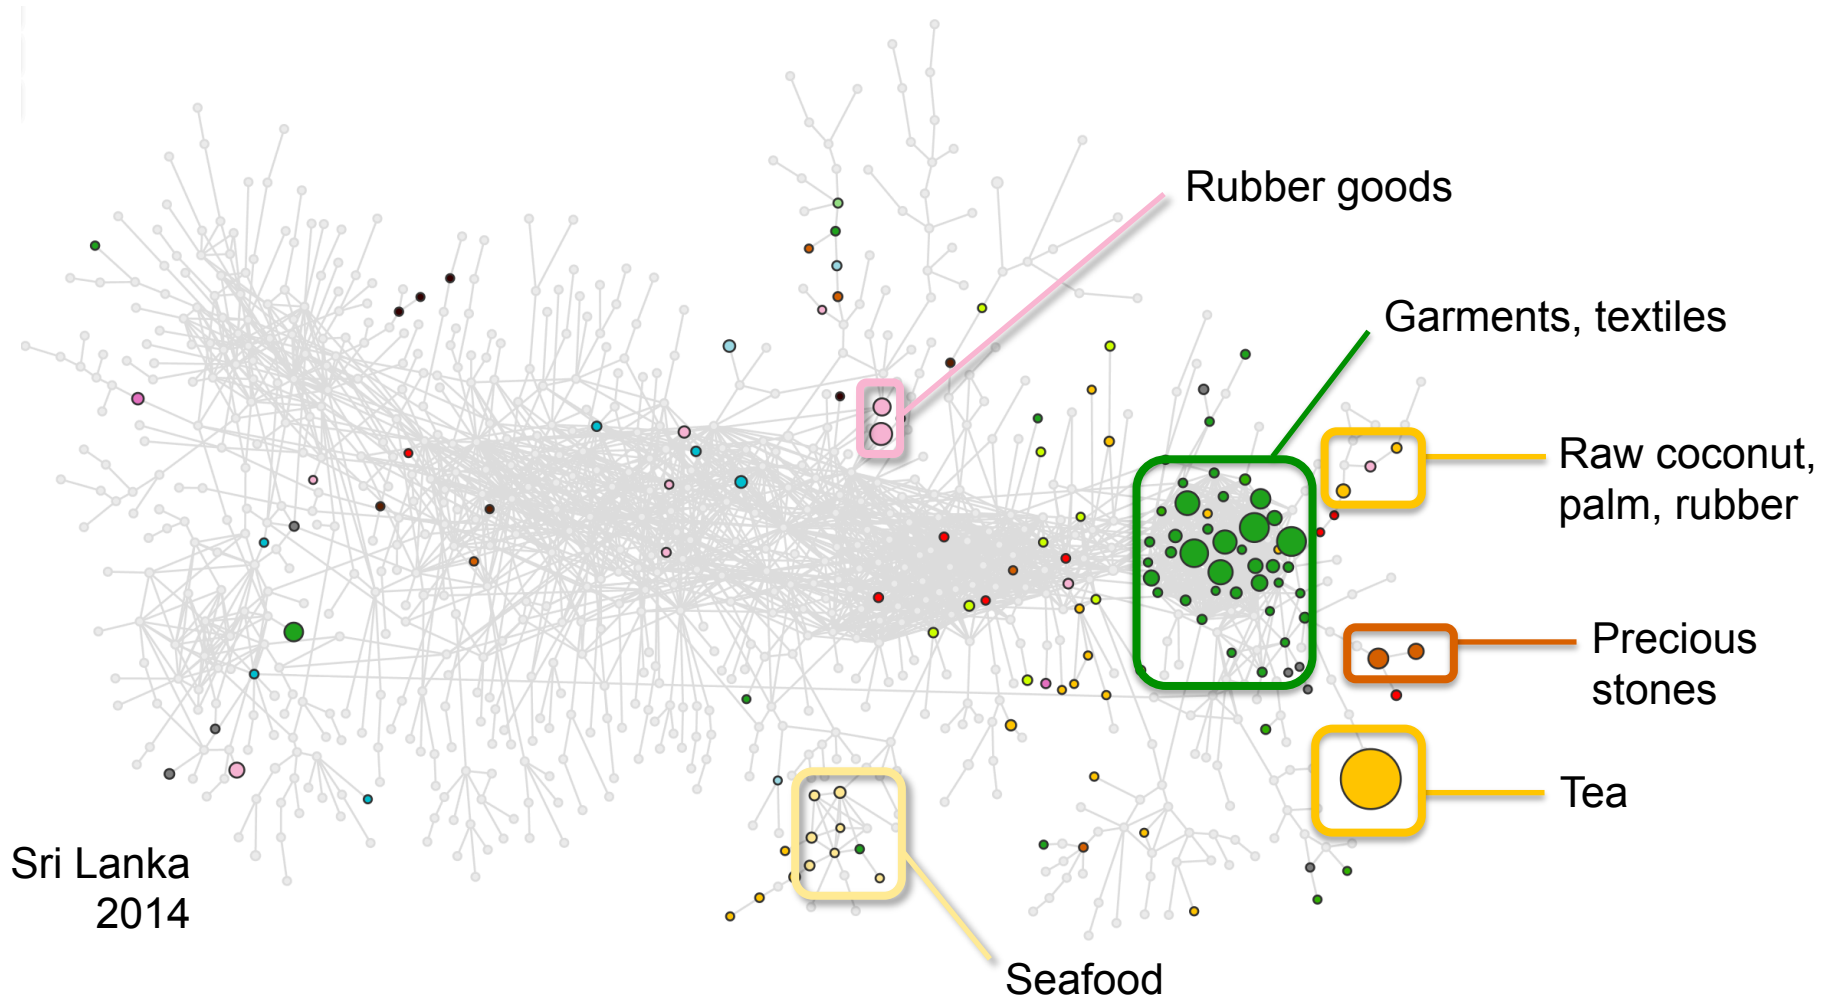 Rubber goods
Garments, textiles
Raw coconut,
palm, rubber
Precious
stones
Tea
Sri Lanka
2014
Seafood